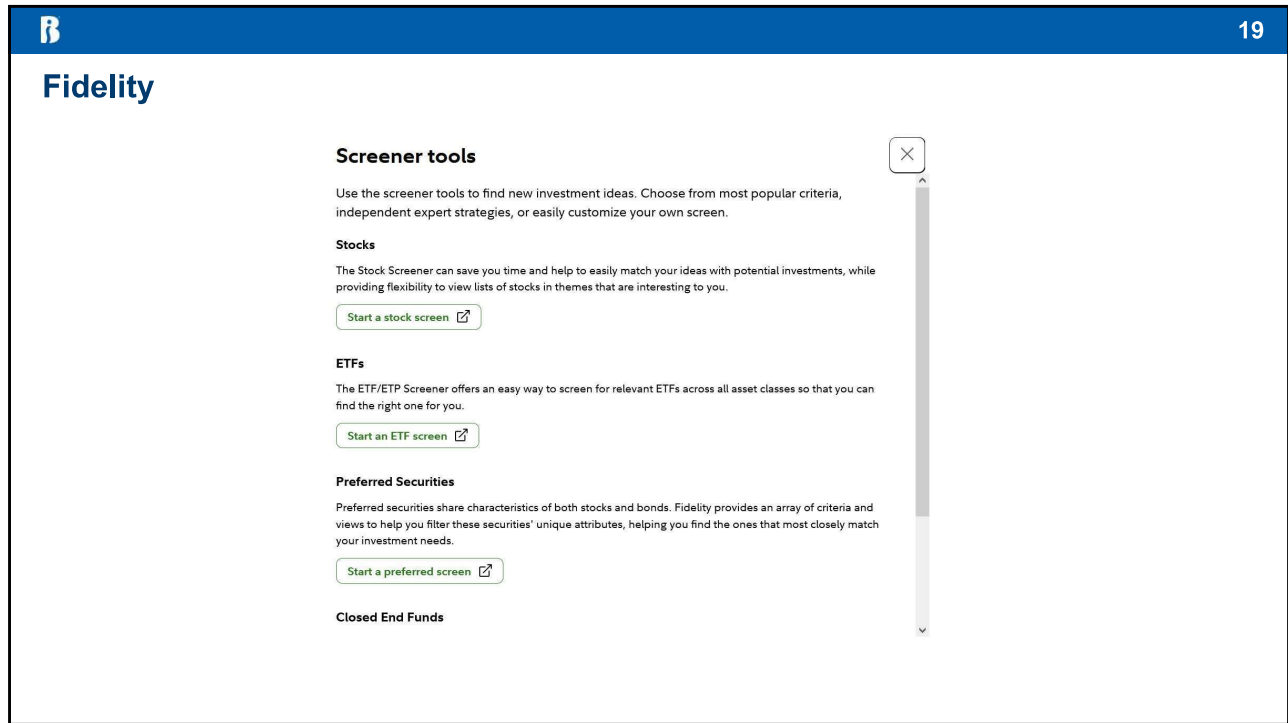 19
Fidelity
Screener tools
Use the screener tools to find new investment ideas. Choose from most popular criteria,
independent expert strategies, or easily customize your own screen.
Stocks
The Stock Screener can save you time and help to easily match your ideas with potential investments, while
providing flexibility to view lists of stocks in themes that are interesting to you.
Start a stock screen
ETFs
The ETF/ETP Screener offers an easy way to screen for relevant ETFs across all asset classes so that you can
find the right one for you.
Start an ETF screen
Preferred Securities
Preferred securities share characteristics of both stocks and bonds. Fidelity provides an array of criteria and
views to help you filter these securities' unique attributes, helping you find the ones that most closely match
your investment needs.
Start a preferred screen
Closed End Funds